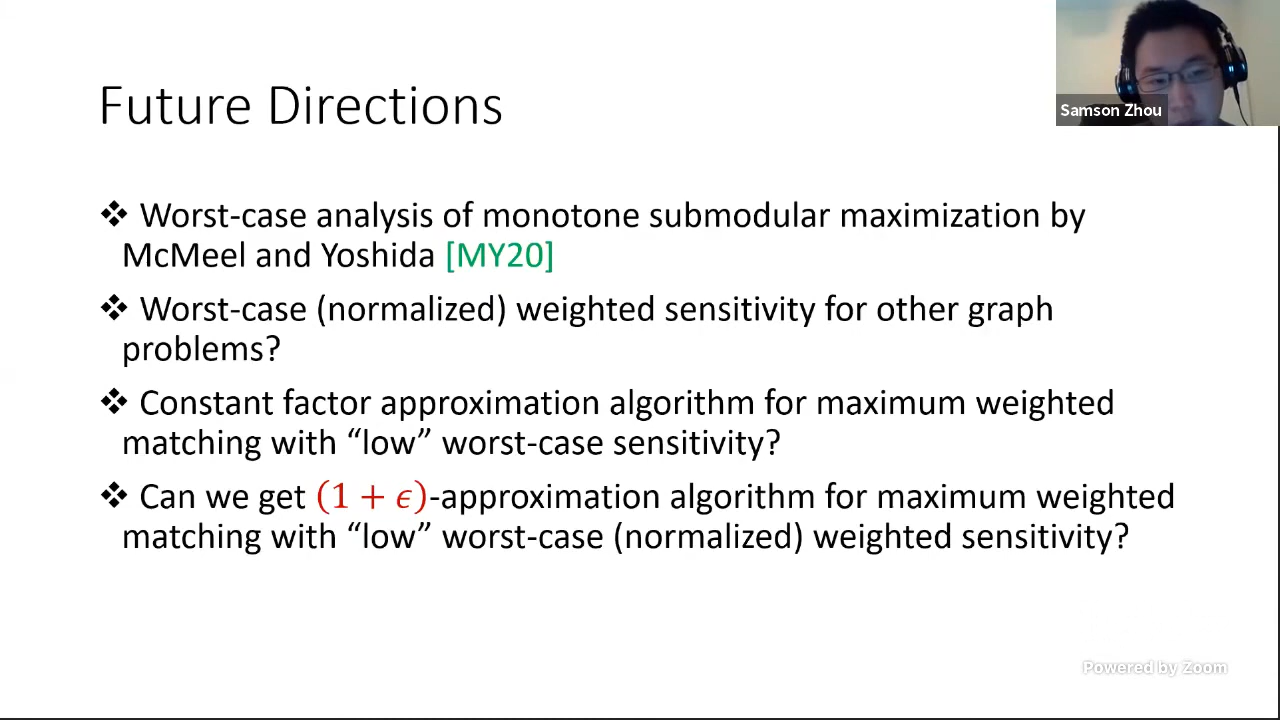 Samson Zhou
Future Directions
❖ Worst-case analysis of monotone submodular maximization by
McMeel and Yoshida [MY20]
❖ Worst-case (normalized) weighted sensitivity for other graph
problems?
❖ Constant factor approximation algorithm for maximum weighted
matching with “low” worst-case sensitivity?
❖ Can we get (1 + ϵ)-approximation algorithm for maximum weighted
matching with “low” worst-case (normalized) weighted sensitivity?
Powered by Zoom